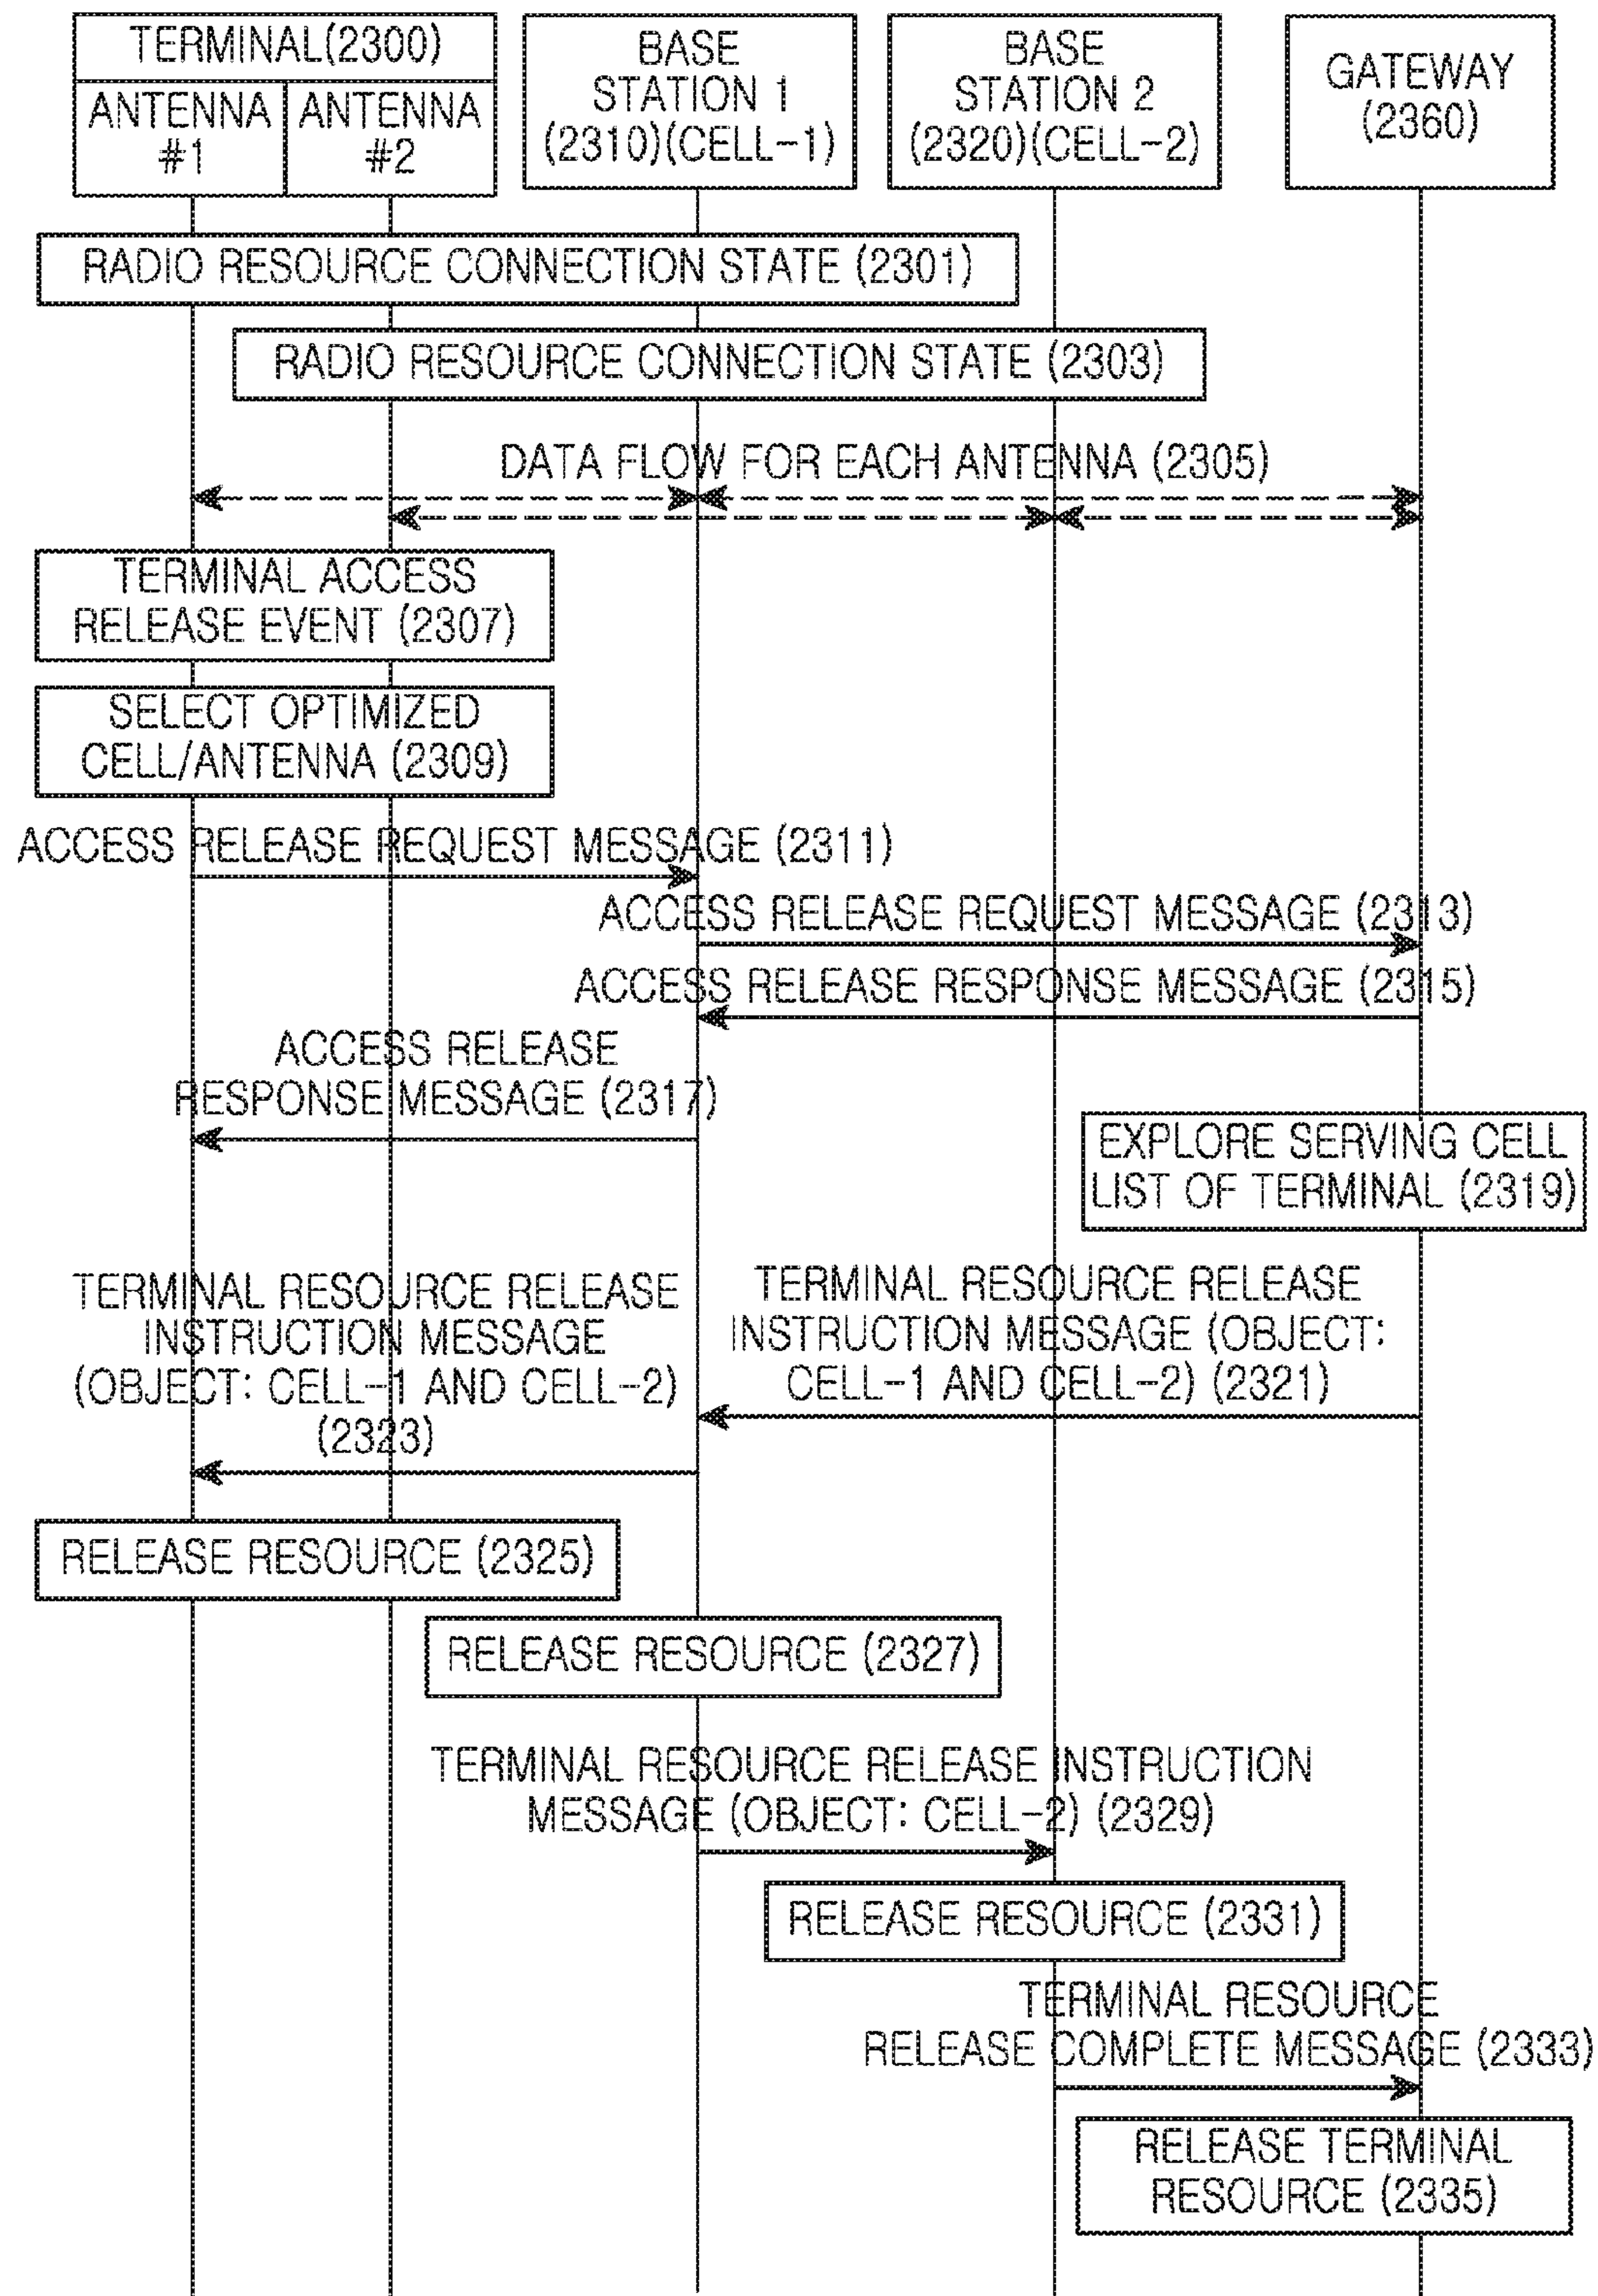 TERMINAL(2300)
ANTENNA
#1
ANTENNA
#2
BASE
STATION 1
(2310)(CELL-1)
BASE
STATION 2
(2320)(CELL-2)
GATEWAY
(2360)
RADIO RESOURCE CONNECTION STATE (2301)
RADIO RESOURCE CONNECTION STATE (2303)
DATA FLOW FOR EACH ANTENNA (2305)
TERMINAL ACCESS
RELEASE EVENT (2307)
SELECT OPTIMIZED
CELL/ANTENNA (2309)
ACCESS RELEASE REQUEST MESSAGE (2311)
ACCESS RELEASE REQUEST MESSAGE (2313)
ACCESS RELEASE RESPONSE MESSAGE (2315)
ACCESS RELEASE
RESPONSE MESSAGE (2317)
EXPLORE SERVING CELL
LIST OF TERMINAL (2319)
TERMINAL RESOURCE RELEASE
INSTRUCTION MESSAGE (OBJECT:
CELL-1 AND CELL-2) (2321)
TERMINAL RESOURCE RELEASE
INSTRUCTION MESSAGE
(OBJECT: CELL-1 AND CELL-2)
(2323)
RELEASE RESOURCE (2325)
RELEASE RESOURCE (2327)
TERMINAL RESOURCE RELEASE INSTRUCTION
MESSAGE (OBJECT: CELL-2) (2329)
RELEASE RESOURCE (2331)
TERMINAL RESOURCE
RELEASE COMPLETE MESSAGE (2333)
RELEASE TERMINAL
RESOURCE (2335)